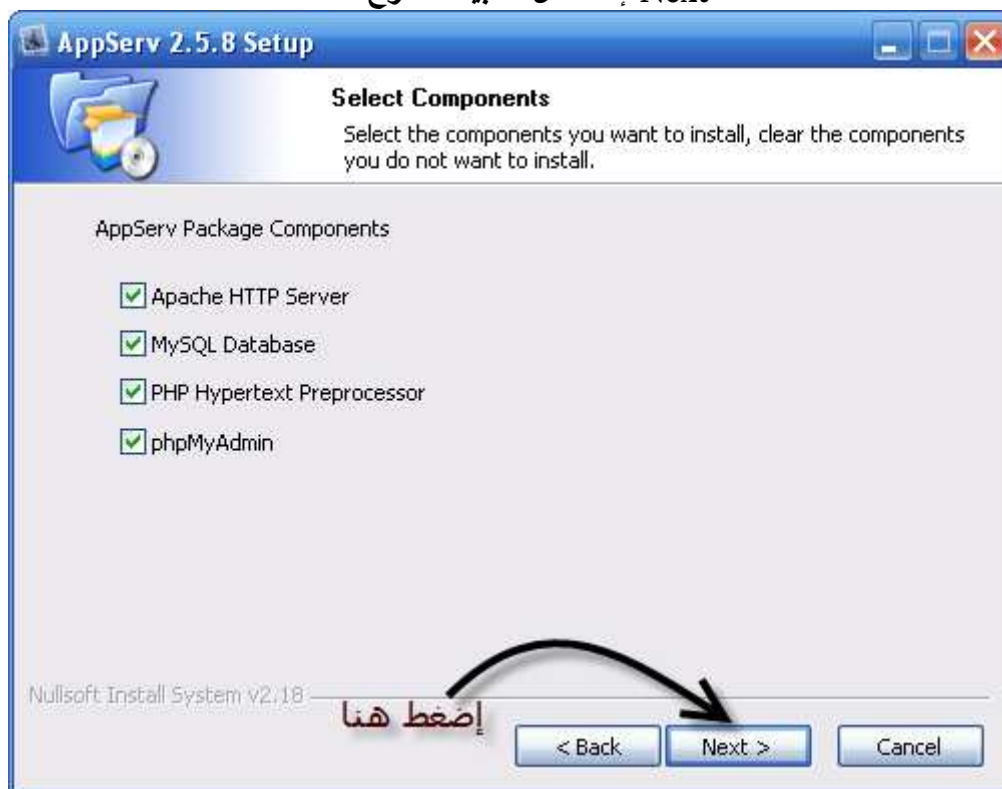 Next
AppServ 2.5.8 Setup
Select Components
Select the components you want to install, clear the components
you do not want to install.
AppServ Package Components
Apache HTTP Server
MySQL Database
PHP Hypertext Preprocessor
phpMyAdmin
Nullsoft Install System v2.18
إضغط هنا
< Back
Next >
Cancel